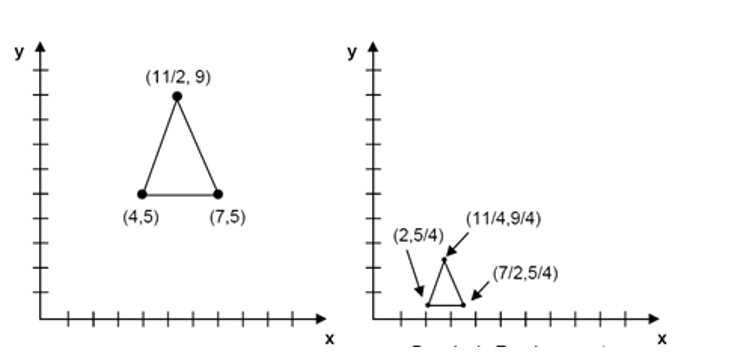 y
(11/2, 9)
(4,5)
(7,5)
x
y
(11/4,9/4)
(2,5/4)
(7/2,5/4)
x